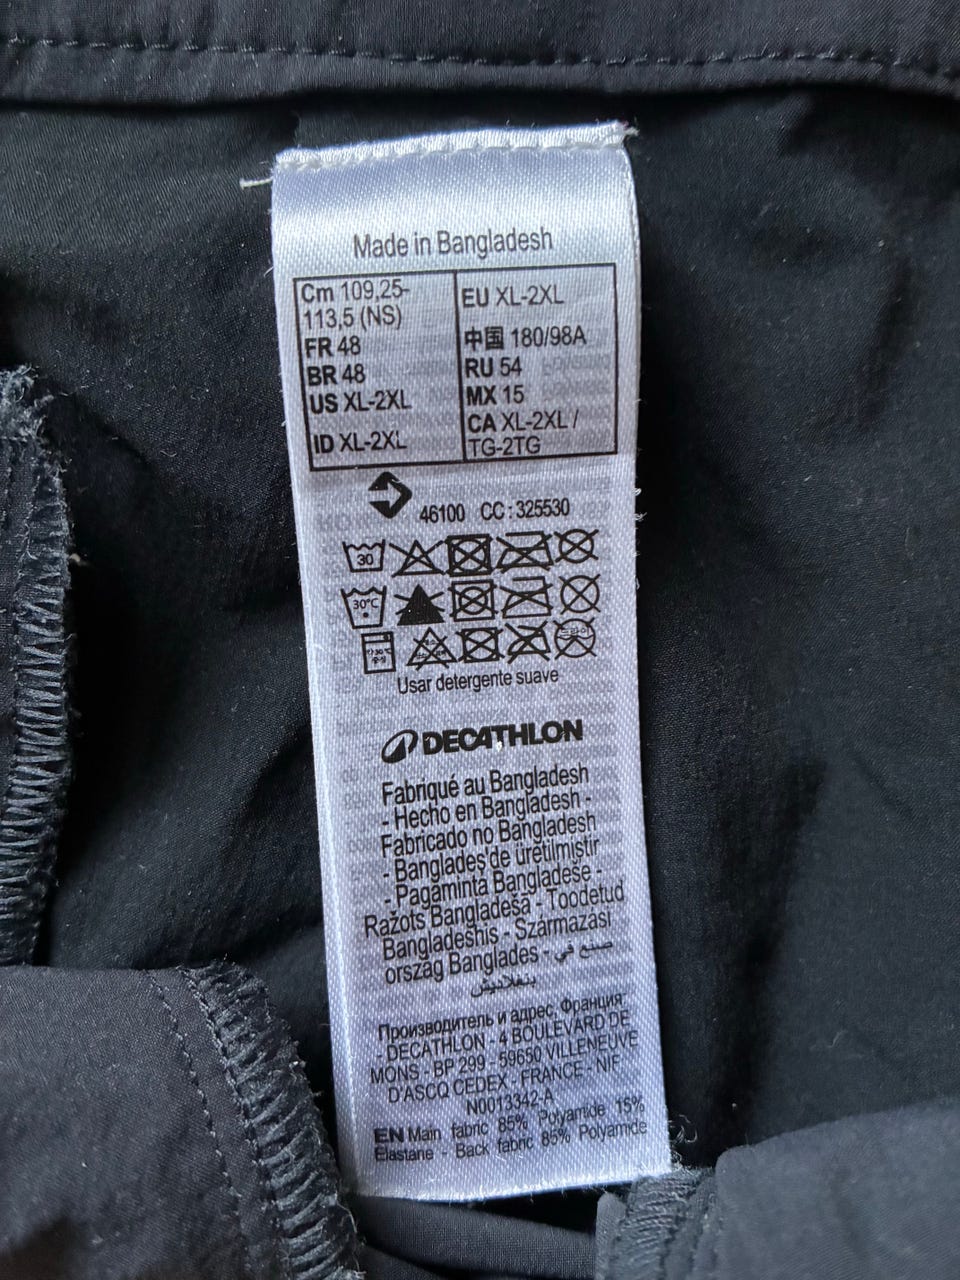 Made in Bangladesh
Cm 109,25-
113,5 (NS)
FR 48
BR 48
US XL-2XL
ID XL-2XL
EU XL-2XL
中国 180/98A
RU 54
MX 15
CA XL-2XL /
TG-2TG
46100 CC : 325530
30
30°C
Usar detergente suave
DECATHLON
Fabriqué au Bangladesh
- Hecho en Bangladesh -
Fabricado no Bangladesh
- Banglades'de üretilmiştir
- Pagaminta Bangladeše -
Ražots Bangladešā - Toodetud
Bangladeshis - Származási
ország Banglades - صنع في
بنغلاديش
Производитель и адрес, Франция:
- DECATHLON - 4 BOULEVARD DE
MONS - BP 299 - 59650 VILLENEUVE
D'ASCQ CEDEX - FRANCE - NIF
N0013342-A
EN Main fabric 85% Polyamide 15%
Elastane - Back fabric 85% Polyamide